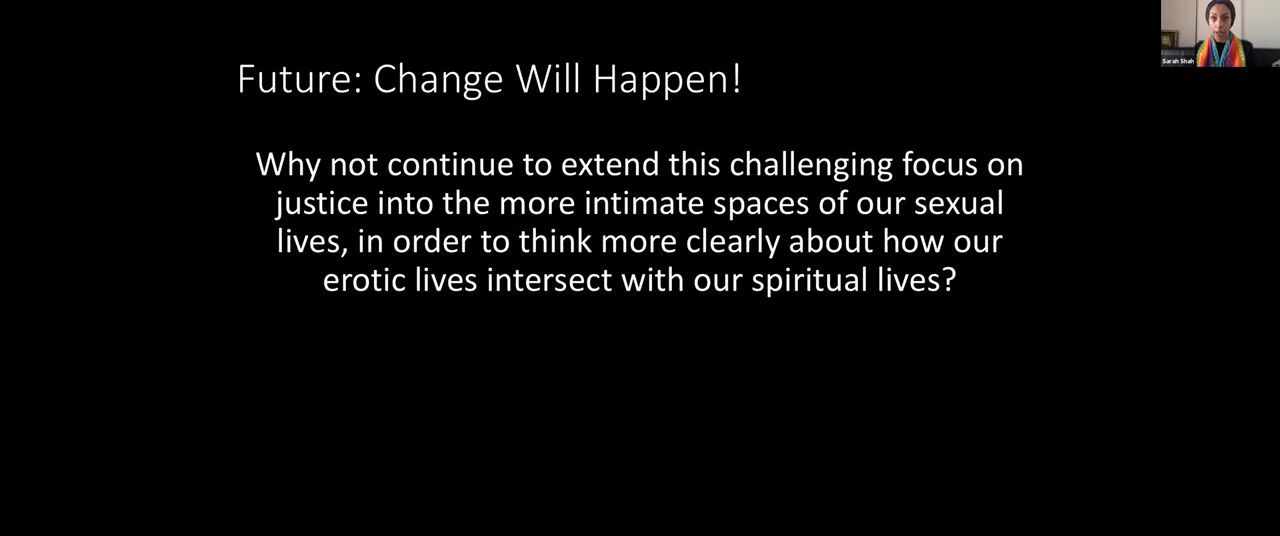 Future: Change Will Happen!
Why not continue to extend this challenging focus on
justice into the more intimate spaces of our sexual
lives, in order to think more clearly about how our
erotic lives intersect with our spiritual lives?
Sarah Shah